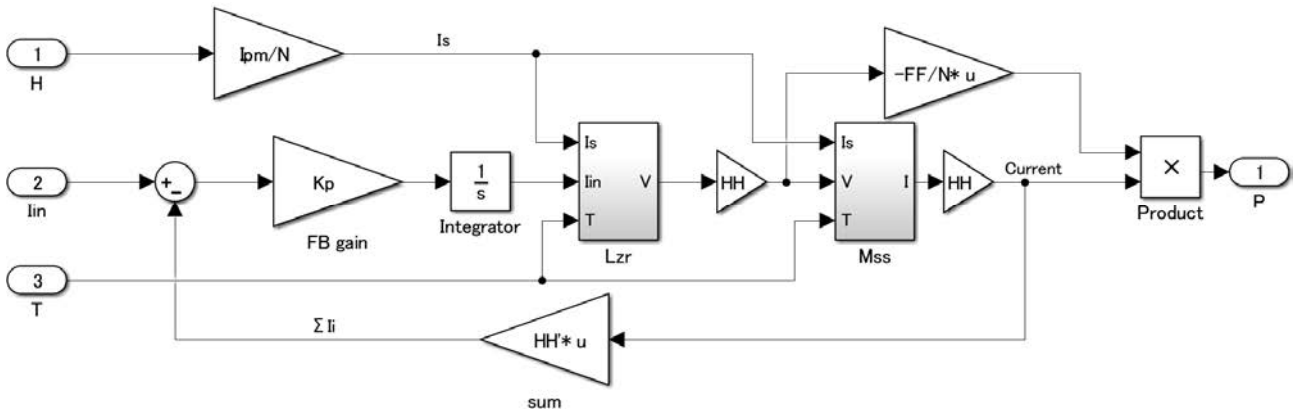 1
H
Ipm/N
Is
-FF/N* u
2
Iin
+
-
Kp
FB gain
1
s
Integrator
Is
Iin
T
V
Lzr
HH
Is
V
T
I
Mss
HH
Current
×
Product
1
P
3
T
Σ Ii
HH'* u
sum